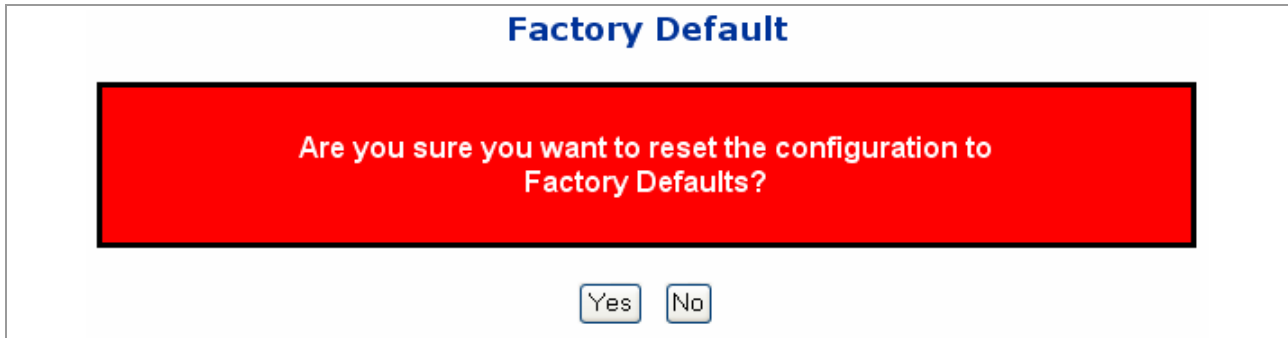 Factory Default
Are you sure you want to reset the configuration to
Factory Defaults?
Yes No